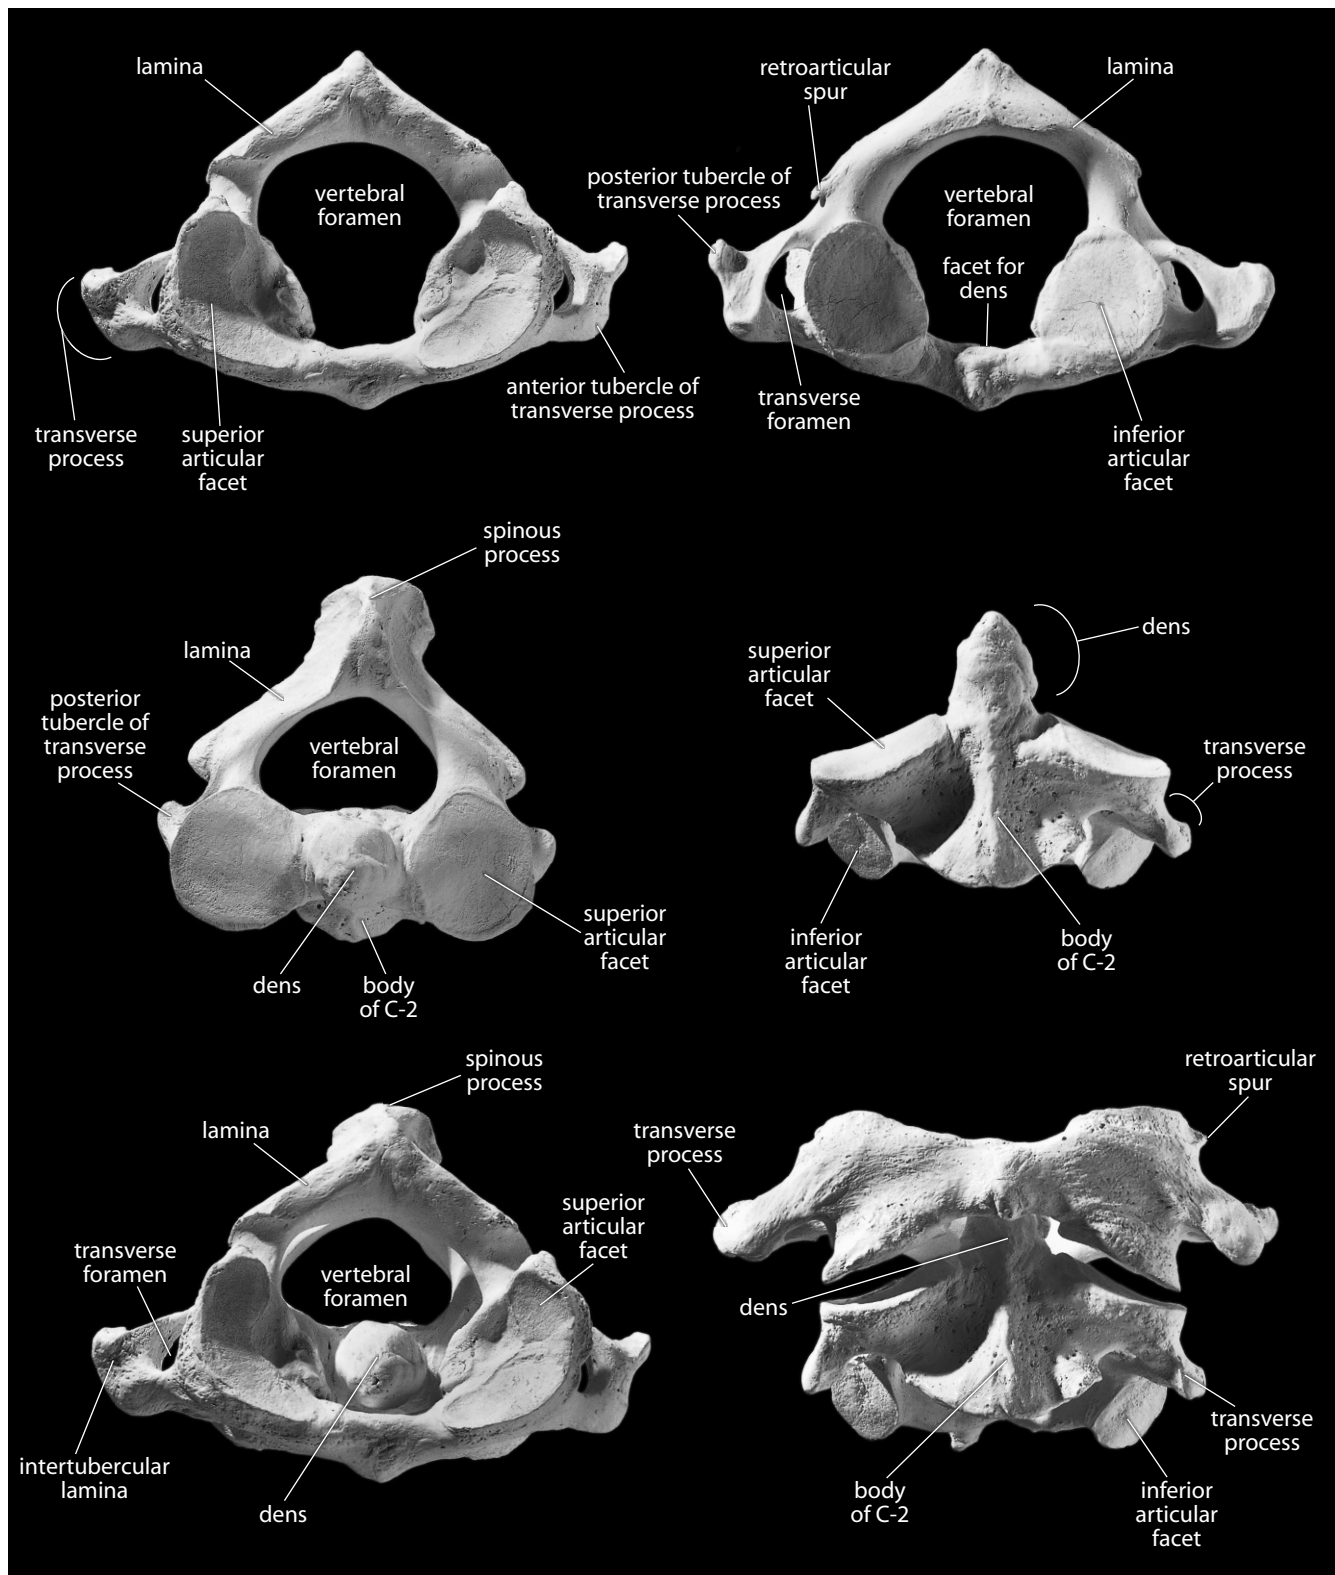 lamina
vertebral
foramen
transverse
process
superior
articular
facet
anterior tubercle of
transverse process
retroarticular
spur
lamina
posterior tubercle of
transverse process
vertebral
foramen
facet for
dens
transverse
foramen
inferior
articular
facet
spinous
process
lamina
posterior
tubercle of
transverse
process
vertebral
foramen
superior
articular
facet
dens
body
of C-2
dens
superior
articular
facet
transverse
process
inferior
articular
facet
body
of C-2
spinous
process
lamina
superior
articular
facet
transverse
foramen
vertebral
foramen
intertubercular
lamina
dens
retroarticular
spur
transverse
process
dens
transverse
process
body
of C-2
inferior
articular
facet